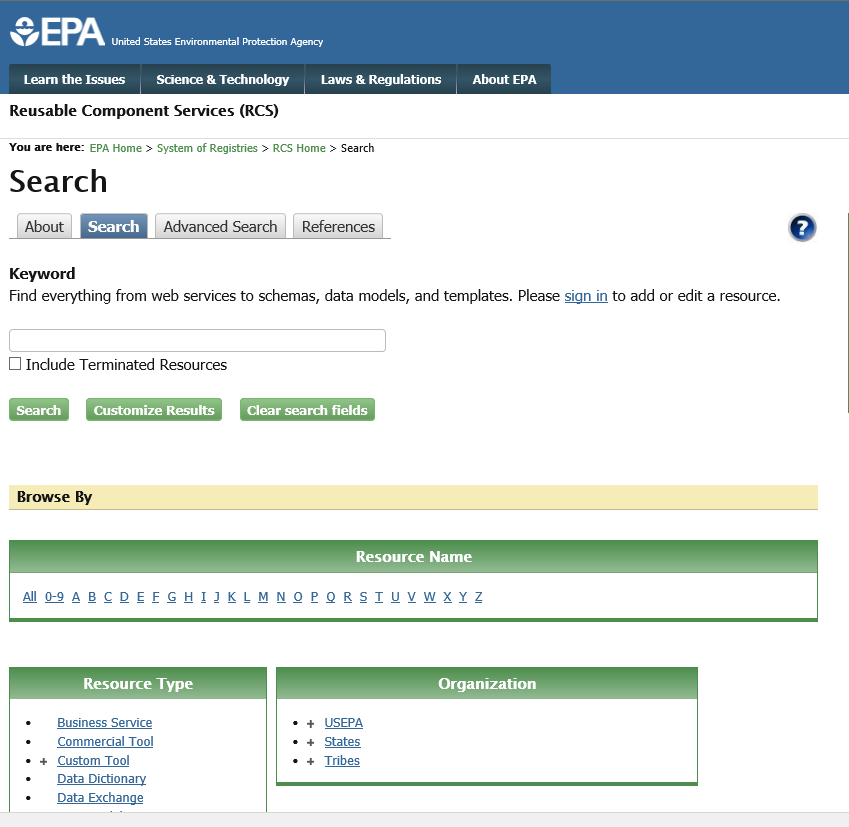 EPA United States Environmental Protection Agency
Learn the Issues Science & Technology Laws & Regulations About EPA
Reusable Component Services (RCS)
You are here: EPA Home > System of Registries > RCS Home > Search
Search
About Search Advanced Search References
?
Keyword
Find everything from web services to schemas, data models, and templates. Please sign in to add or edit a resource.
Include Terminated Resources
Search Customize Results Clear search fields
Browse By
Resource Name
All 0-9 A B C D E F G H I J K L M N O P Q R S T U V W X Y Z
Resource Type
Business Service
Commercial Tool
+ Custom Tool
Data Dictionary
Data Exchange
Organization
+ USEPA
+ States
+ Tribes